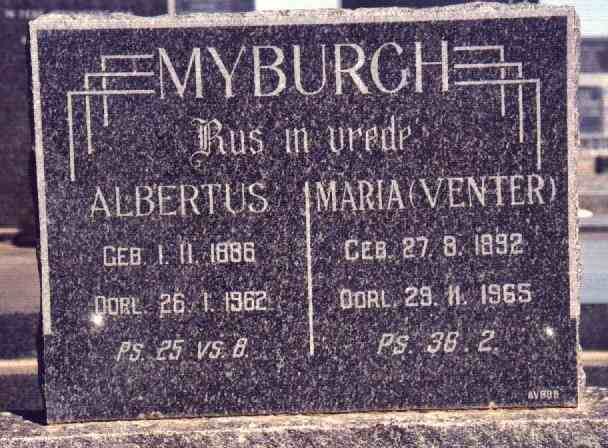 MYBURGH
Rus in vrede
ALBERTUS
GEB. 1. 11. 1886
OORL. 26. 1. 1962
PS. 25 VS. 8.
MARIA (VENTER)
GEB. 27. 8. 1892
OORL. 29. 11. 1965
PS. 36. 2.